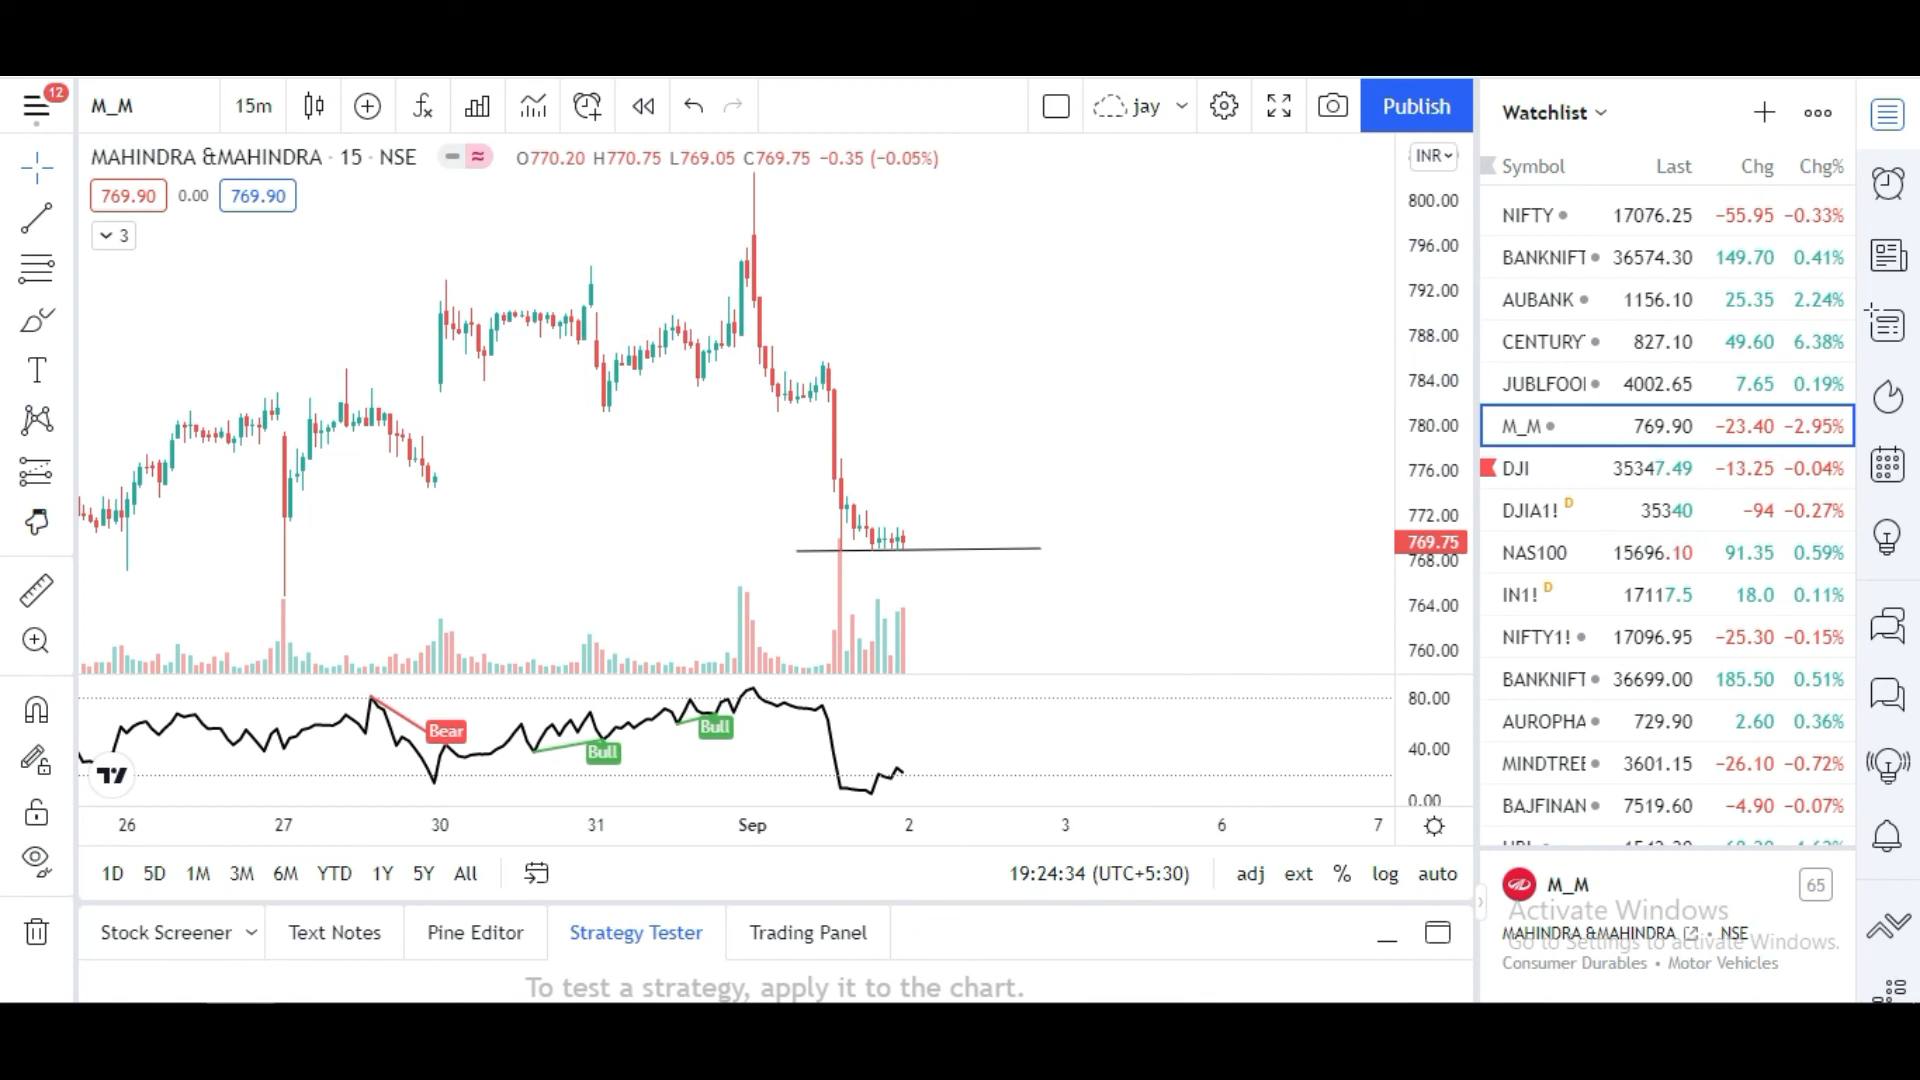 12
M_M
15m
jay
Publish
Watchlist
MAHINDRA &MAHINDRA · 15 · NSE
O770.20 H770.75 L769.05 C769.75 −0.35 (−0.05%)
INR
769.90 0.00 769.90
3
800.00
796.00
792.00
788.00
784.00
780.00
776.00
772.00
769.75
768.00
764.00
760.00
80.00
40.00
0.00
Bear
Bull
Bull
26 27 30 31 Sep 2 3 6 7
1D 5D 1M 3M 6M YTD 1Y 5Y All
19:24:34 (UTC+5:30) adj ext % log auto
Stock Screener Text Notes Pine Editor Strategy Tester Trading Panel
To test a strategy, apply it to the chart.
Symbol Last Chg Chg%
NIFTY 17076.25 −55.95 −0.33%
BANKNIFT 36574.30 149.70 0.41%
AUBANK 1156.10 25.35 2.24%
CENTURY 827.10 49.60 6.38%
JUBLFOOI 4002.65 7.65 0.19%
M_M 769.90 −23.40 −2.95%
DJI 35347.49 −13.25 −0.04%
DJIA1! D 35340 −94 −0.27%
NAS100 15696.10 91.35 0.59%
IN1! D 17117.5 18.0 0.11%
NIFTY1! 17096.95 −25.30 −0.15%
BANKNIFT 36699.00 185.50 0.51%
AUROPHA 729.90 2.60 0.36%
MINDTREE 3601.15 −26.10 −0.72%
BAJFINAN 7519.60 −4.90 −0.07%
M_M
65
Activate Windows
MAHINDRA &MAHINDRA · NSE
Go to Settings to activate Windows.
Consumer Durables • Motor Vehicles